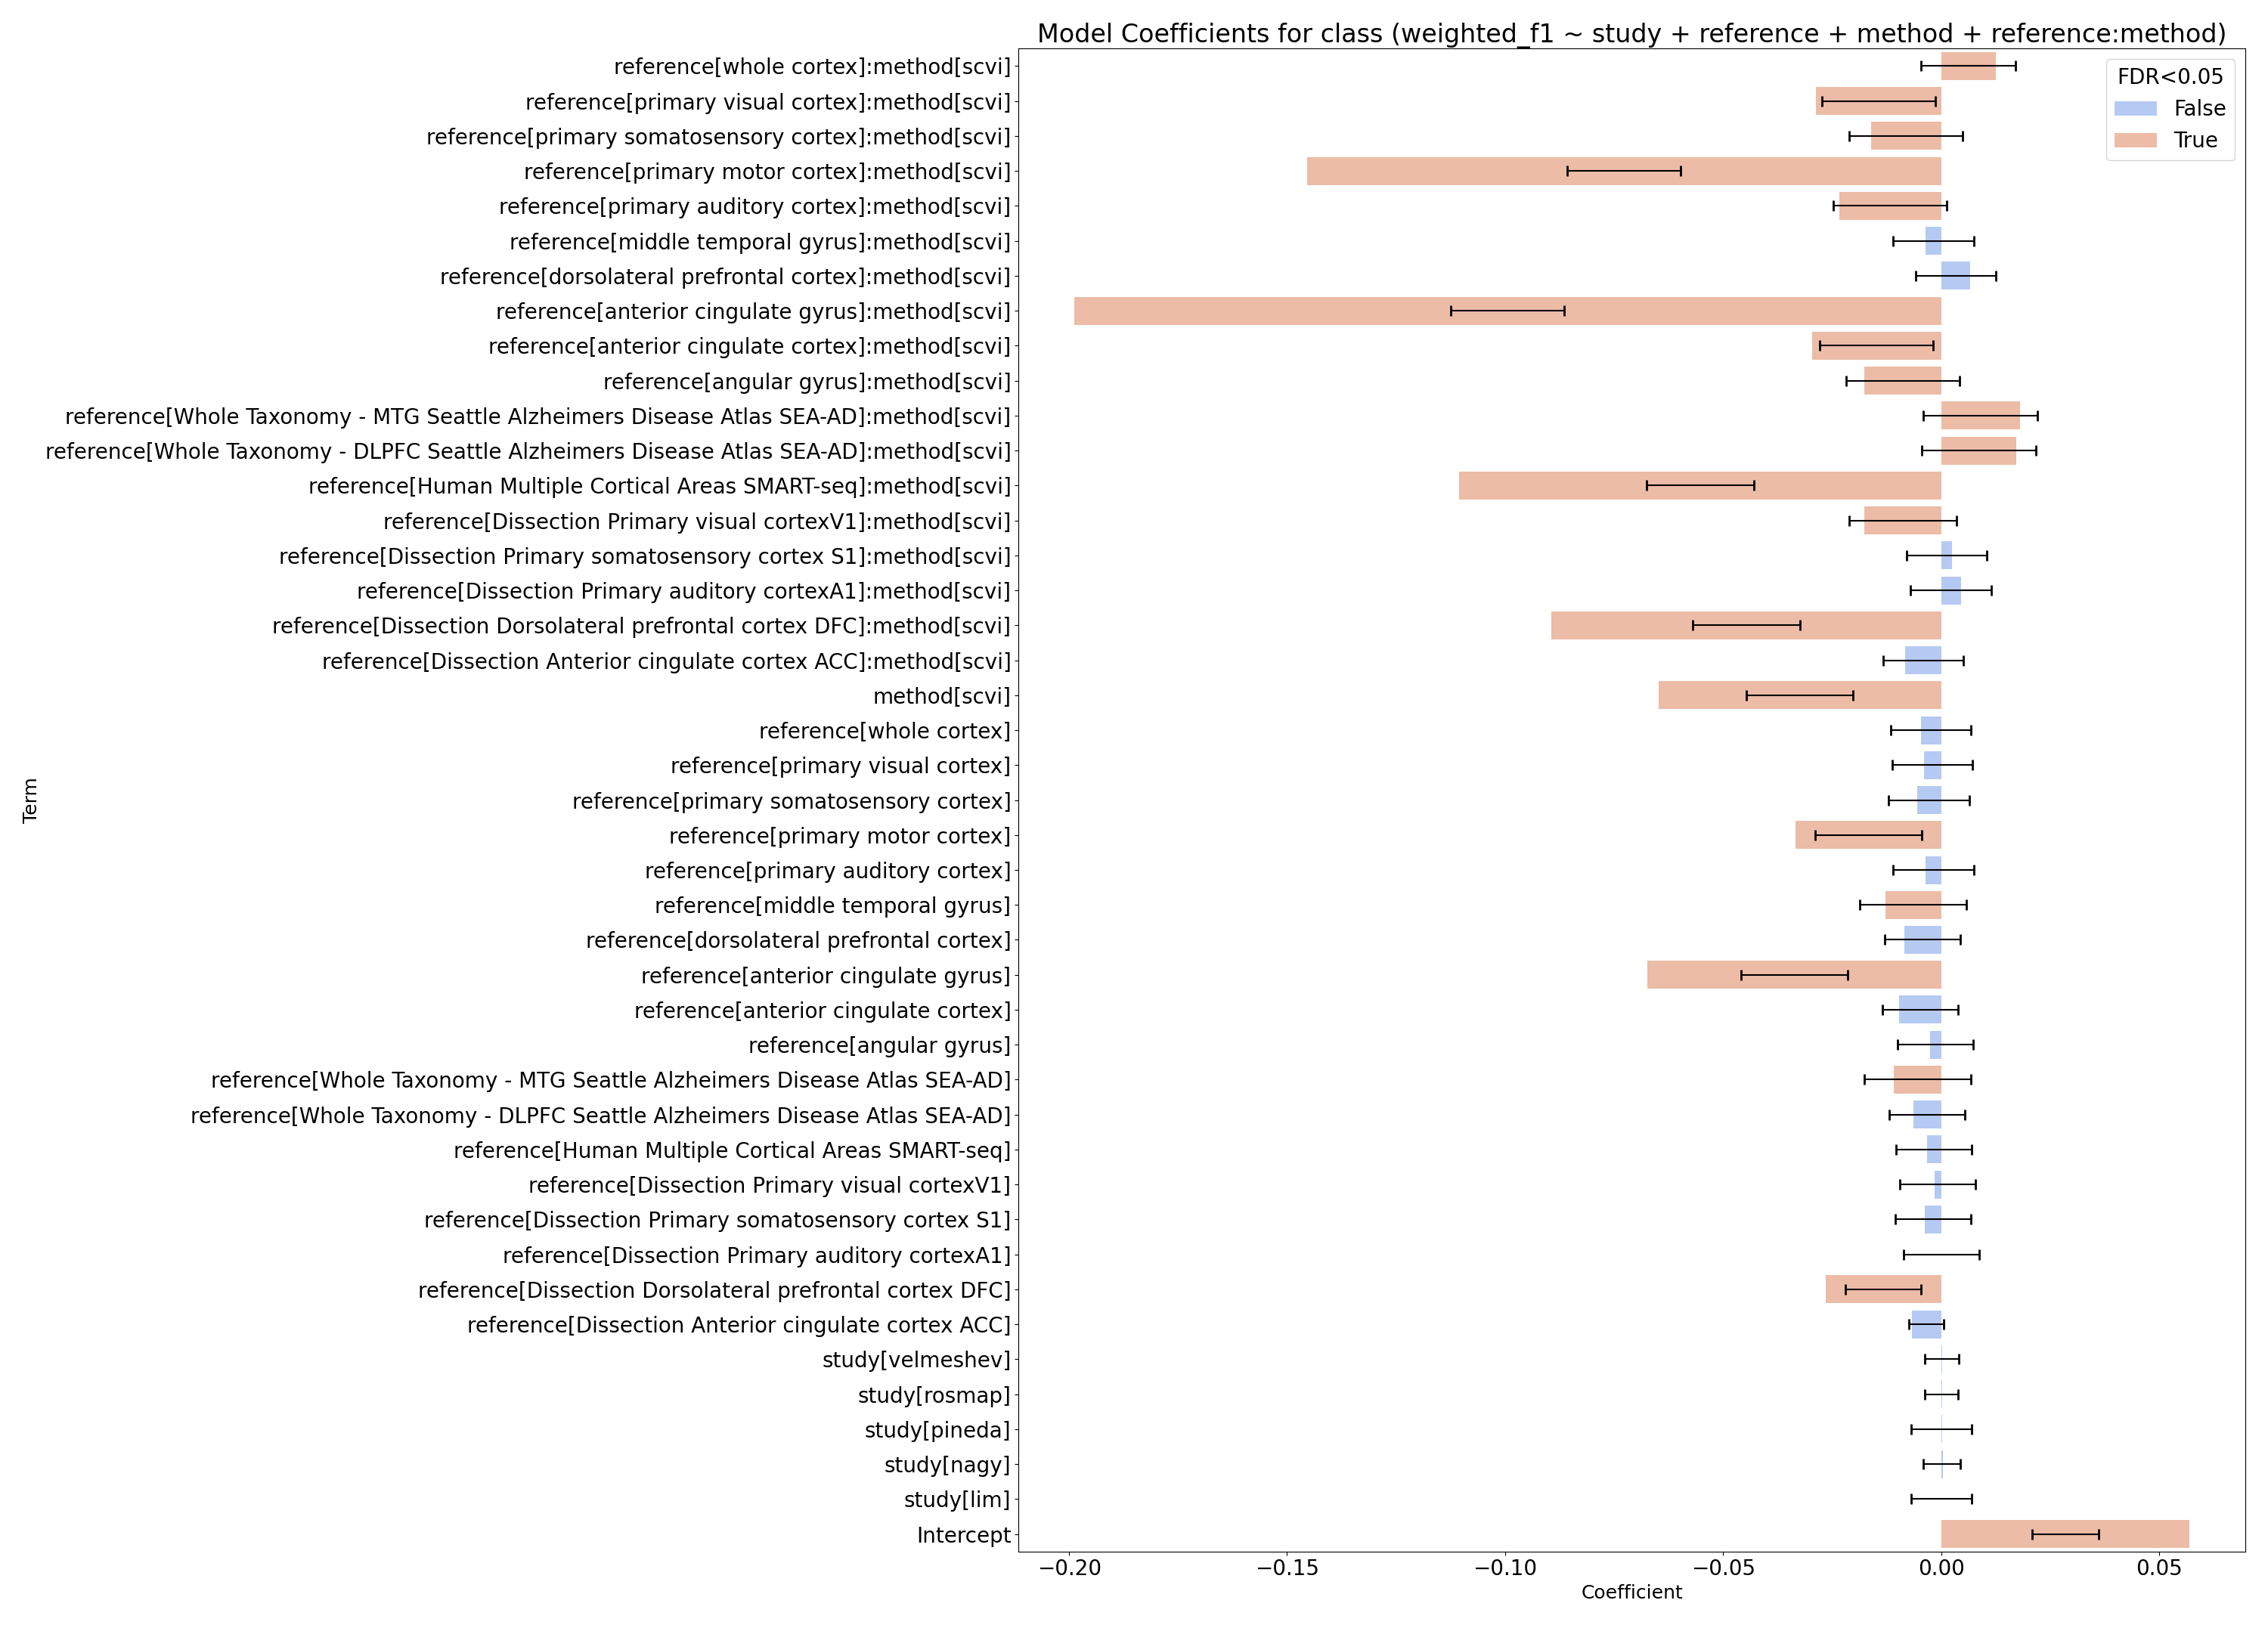 Model Coefficients for class (weighted_f1 ~ study + reference + method + reference:method)
reference[whole cortex]:method[scvi]
reference[primary visual cortex]:method[scvi]
reference[primary somatosensory cortex]:method[scvi]
reference[primary motor cortex]:method[scvi]
reference[primary auditory cortex]:method[scvi]
reference[middle temporal gyrus]:method[scvi]
reference[dorsolateral prefrontal cortex]:method[scvi]
reference[anterior cingulate gyrus]:method[scvi]
reference[anterior cingulate cortex]:method[scvi]
reference[angular gyrus]:method[scvi]
reference[Whole Taxonomy - MTG Seattle Alzheimers Disease Atlas SEA-AD]:method[scvi]
reference[Whole Taxonomy - DLPFC Seattle Alzheimers Disease Atlas SEA-AD]:method[scvi]
reference[Human Multiple Cortical Areas SMART-seq]:method[scvi]
reference[Dissection Primary visual cortexV1]:method[scvi]
reference[Dissection Primary somatosensory cortex S1]:method[scvi]
reference[Dissection Primary auditory cortexA1]:method[scvi]
reference[Dissection Dorsolateral prefrontal cortex DFC]:method[scvi]
reference[Dissection Anterior cingulate cortex ACC]:method[scvi]
method[scvi]
reference[whole cortex]
reference[primary visual cortex]
reference[primary somatosensory cortex]
reference[primary motor cortex]
reference[primary auditory cortex]
reference[middle temporal gyrus]
reference[dorsolateral prefrontal cortex]
reference[anterior cingulate gyrus]
reference[anterior cingulate cortex]
reference[angular gyrus]
reference[Whole Taxonomy - MTG Seattle Alzheimers Disease Atlas SEA-AD]
reference[Whole Taxonomy - DLPFC Seattle Alzheimers Disease Atlas SEA-AD]
reference[Human Multiple Cortical Areas SMART-seq]
reference[Dissection Primary visual cortexV1]
reference[Dissection Primary somatosensory cortex S1]
reference[Dissection Primary auditory cortexA1]
reference[Dissection Dorsolateral prefrontal cortex DFC]
reference[Dissection Anterior cingulate cortex ACC]
study[velmeshev]
study[rosmap]
study[pineda]
study[nagy]
study[lim]
Intercept
Term
FDR<0.05
False
True
−0.20 −0.15 −0.10 −0.05 0.00 0.05
Coefficient